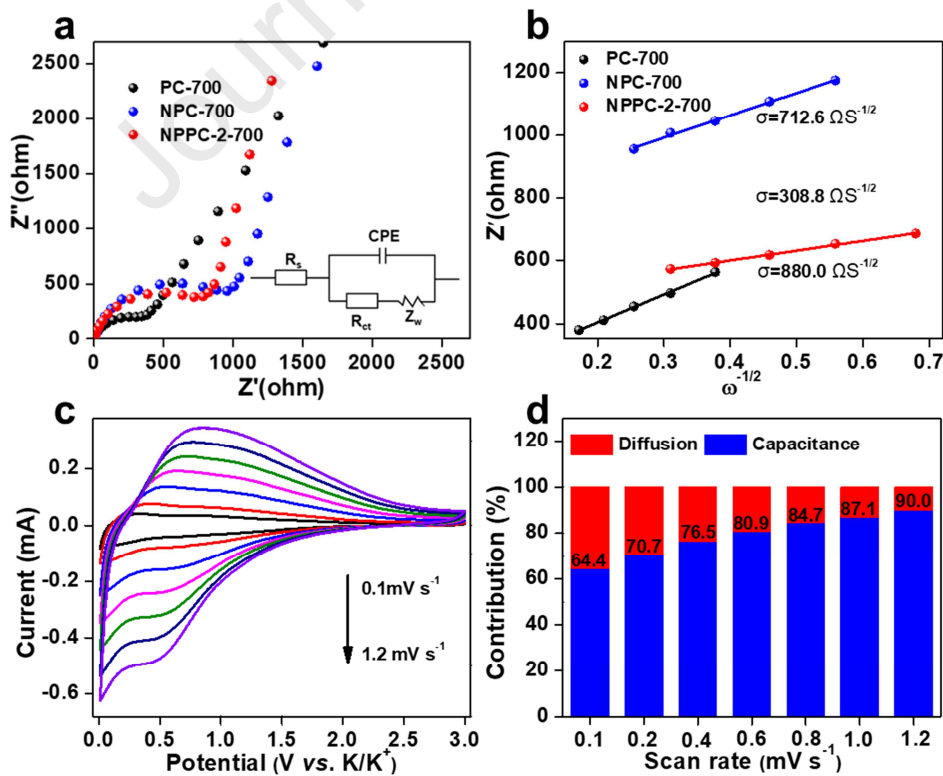 Journ
a
2500
2000
1500
1000
500
0
Z''(ohm)
PC-700
NPC-700
NPPC-2-700
CPE
Rs
Rct
Zw
0 500 1000 1500 2000 2500
Z'(ohm)
b
1200
1000
800
600
400
Z'(ohm)
PC-700
NPC-700
NPPC-2-700
σ=712.6 ΩS-1/2
σ=308.8 ΩS-1/2
σ=880.0 ΩS-1/2
0.2 0.3 0.4 0.5 0.6 0.7
ω-1/2
c
0.2
0.0
-0.2
-0.4
-0.6
Current (mA)
0.1mV s-1
1.2 mV s-1
0.0 0.5 1.0 1.5 2.0 2.5 3.0
Potential (V vs. K/K+)
d
120
100
80
60
40
20
0
Contribution (%)
Diffusion
Capacitance
64.4 70.7 76.5 80.9 84.7 87.1 90.0
0.1 0.2 0.4 0.6 0.8 1.0 1.2
Scan rate (mV s-1)